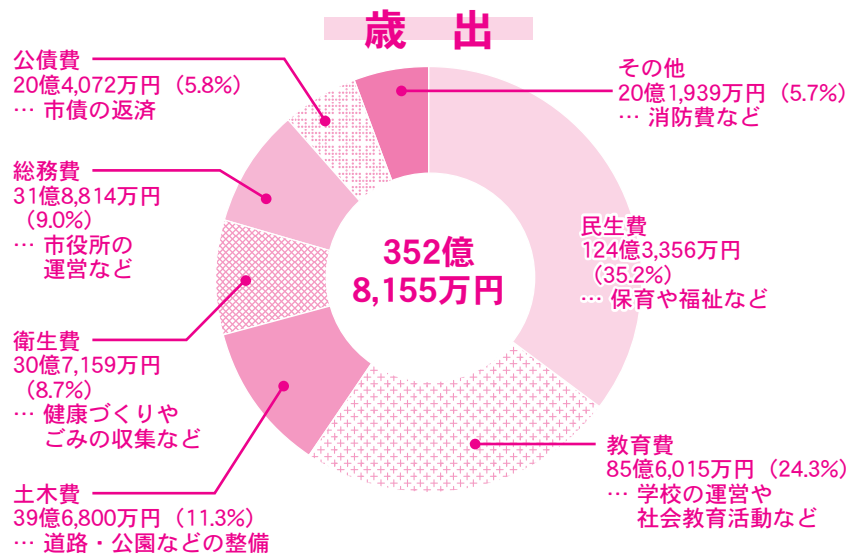 歳 出
公債費
20億4,072万円（5.8%）
… 市債の返済
総務費
31億8,814万円
（9.0%）
… 市役所の
運営など
衛生費
30億7,159万円
（8.7%）
… 健康づくりや
ごみの収集など
土木費
39億6,800万円（11.3%）
… 道路・公園などの整備
352億
8,155万円
その他
20億1,939万円（5.7%）
… 消防費など
民生費
124億3,356万円
（35.2%）
… 保育や福祉など
教育費
85億6,015万円（24.3%）
… 学校の運営や
社会教育活動など